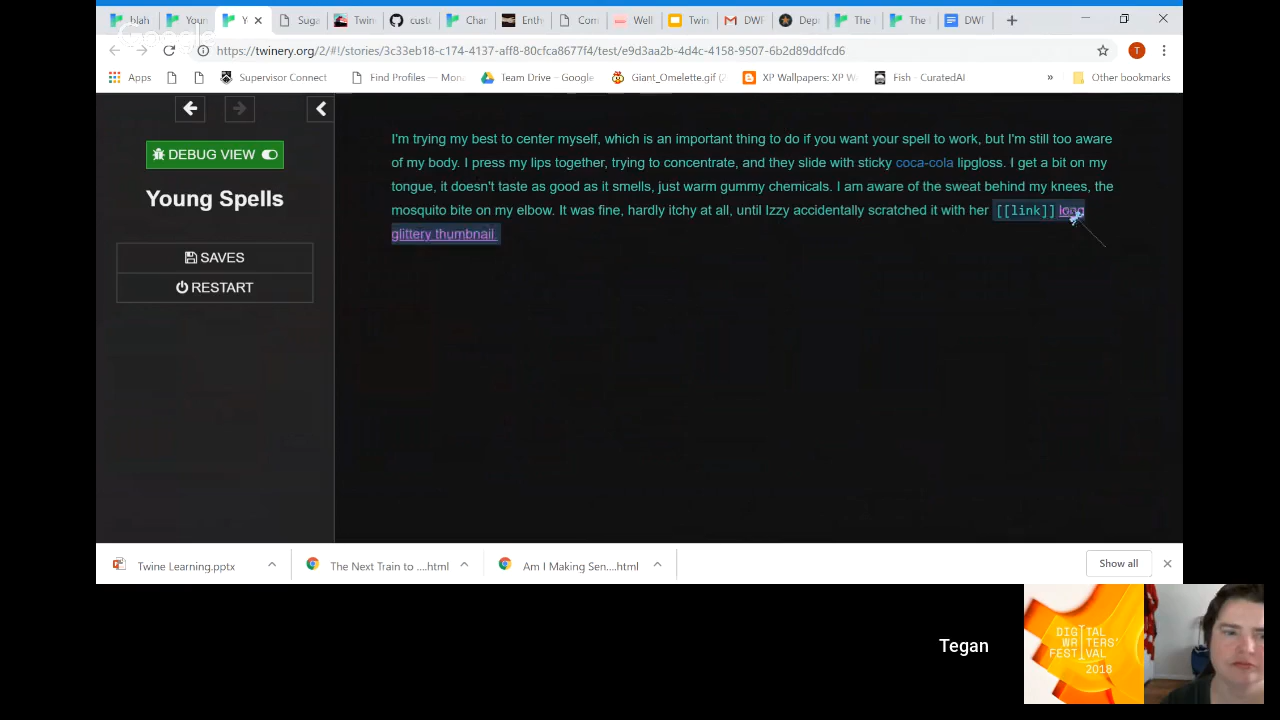 blah
Your
Y
Suga
Twine
custo
Char
Enth
Cor
Well
Twin
DWF
Dep
The
The
DWF
https://twinery.org/2/#!/stories/3c33eb18-c174-4137-aff8-80cfca8677f4/test/e9d3aa2b-4d4c-4158-9507-6b2d89ddfcd6
T
Apps
Supervisor Connect
Find Profiles — Mona
Team Drive - Google
Giant_Omelette.gif (2
XP Wallpapers: XP W
Fish - CuratedAI
»
Other bookmarks
DEBUG VIEW
Young Spells
SAVES
RESTART
I'm trying my best to center myself, which is an important thing to do if you want your spell to work, but I'm still too aware
of my body. I press my lips together, trying to concentrate, and they slide with sticky coca-cola lipgloss. I get a bit on my
tongue, it doesn't taste as good as it smells, just warm gummy chemicals. I am aware of the sweat behind my knees, the
mosquito bite on my elbow. It was fine, hardly itchy at all, until Izzy accidentally scratched it with her [[link]] long
glittery thumbnail.
Twine Learning.pptx
The Next Train to ....html
Am I Making Sen....html
Show all
Tegan
DIGITAL
WRITERS'
FESTIVAL
2018